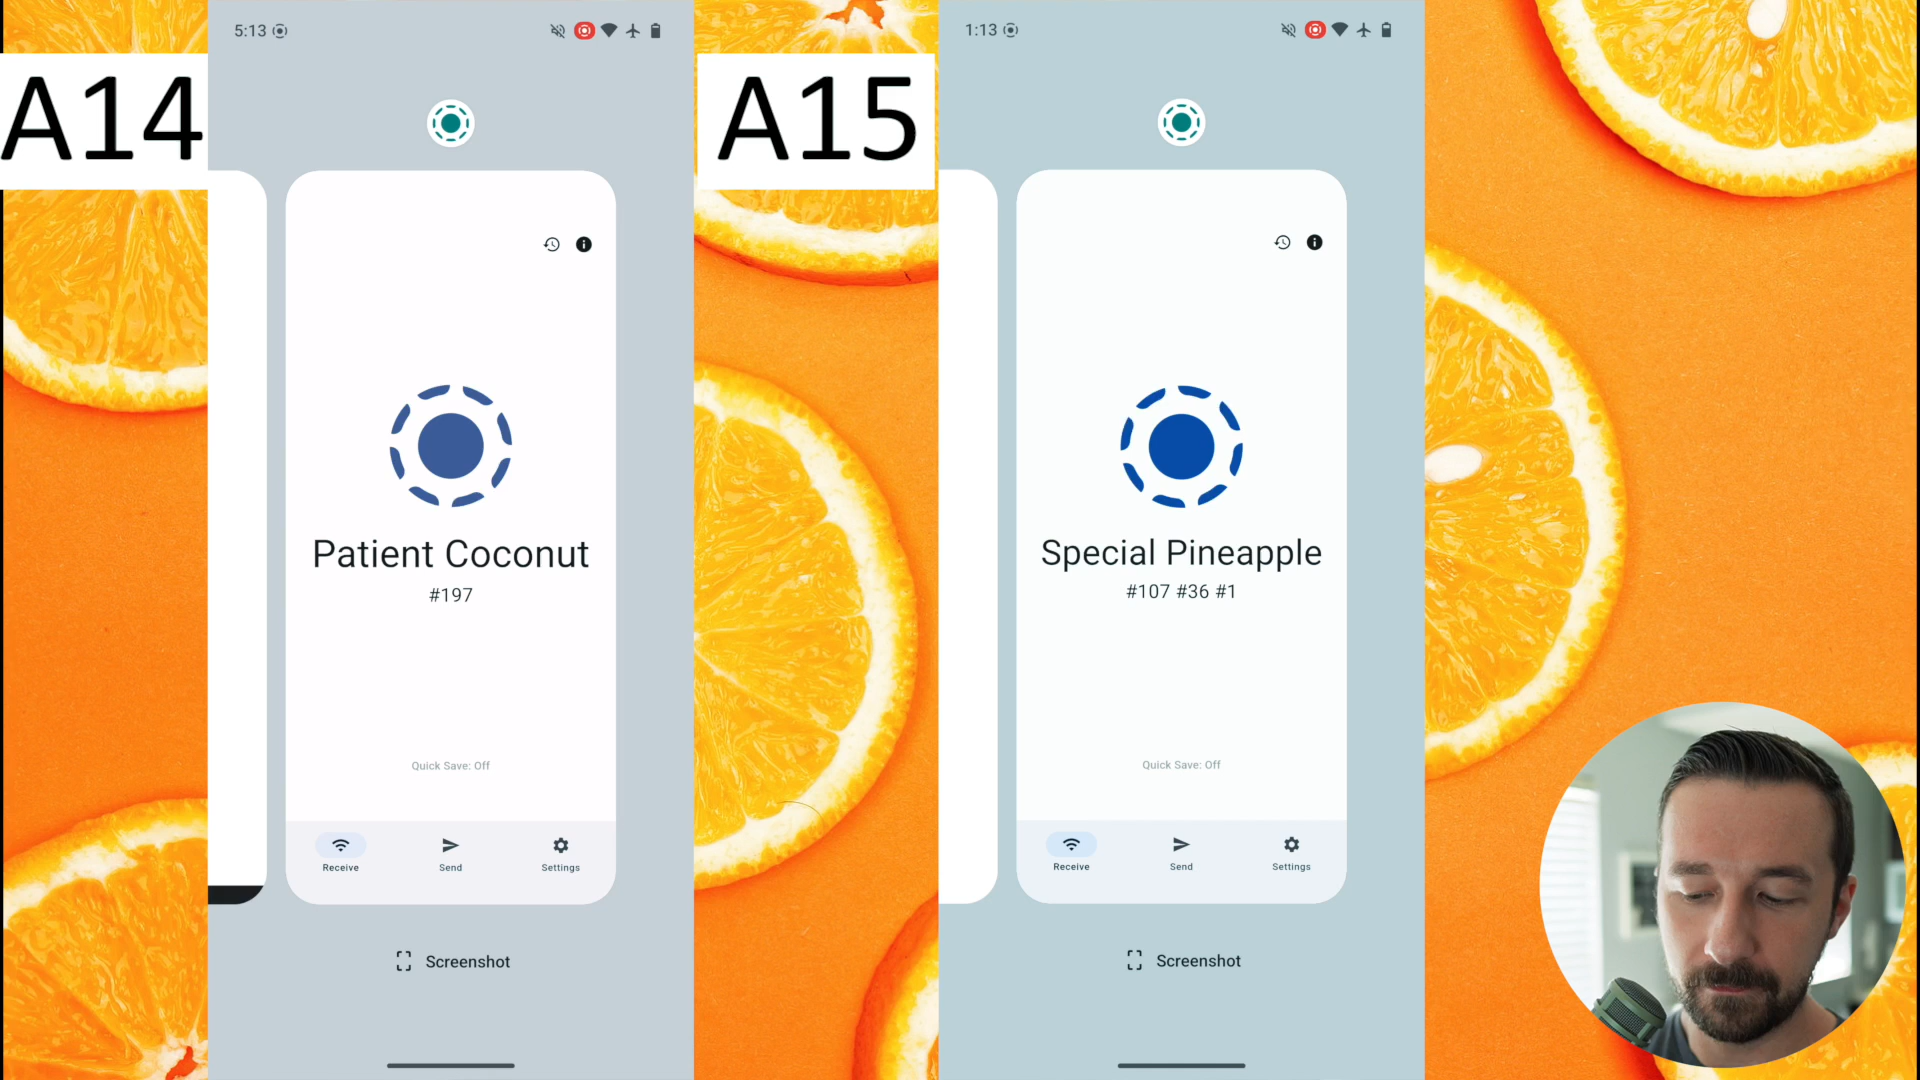 A14
5:13
Patient Coconut
#197
Quick Save: Off
Receive
Send
Settings
Screenshot
A15
1:13
Special Pineapple
#107 #36 #1
Quick Save: Off
Receive
Send
Settings
Screenshot